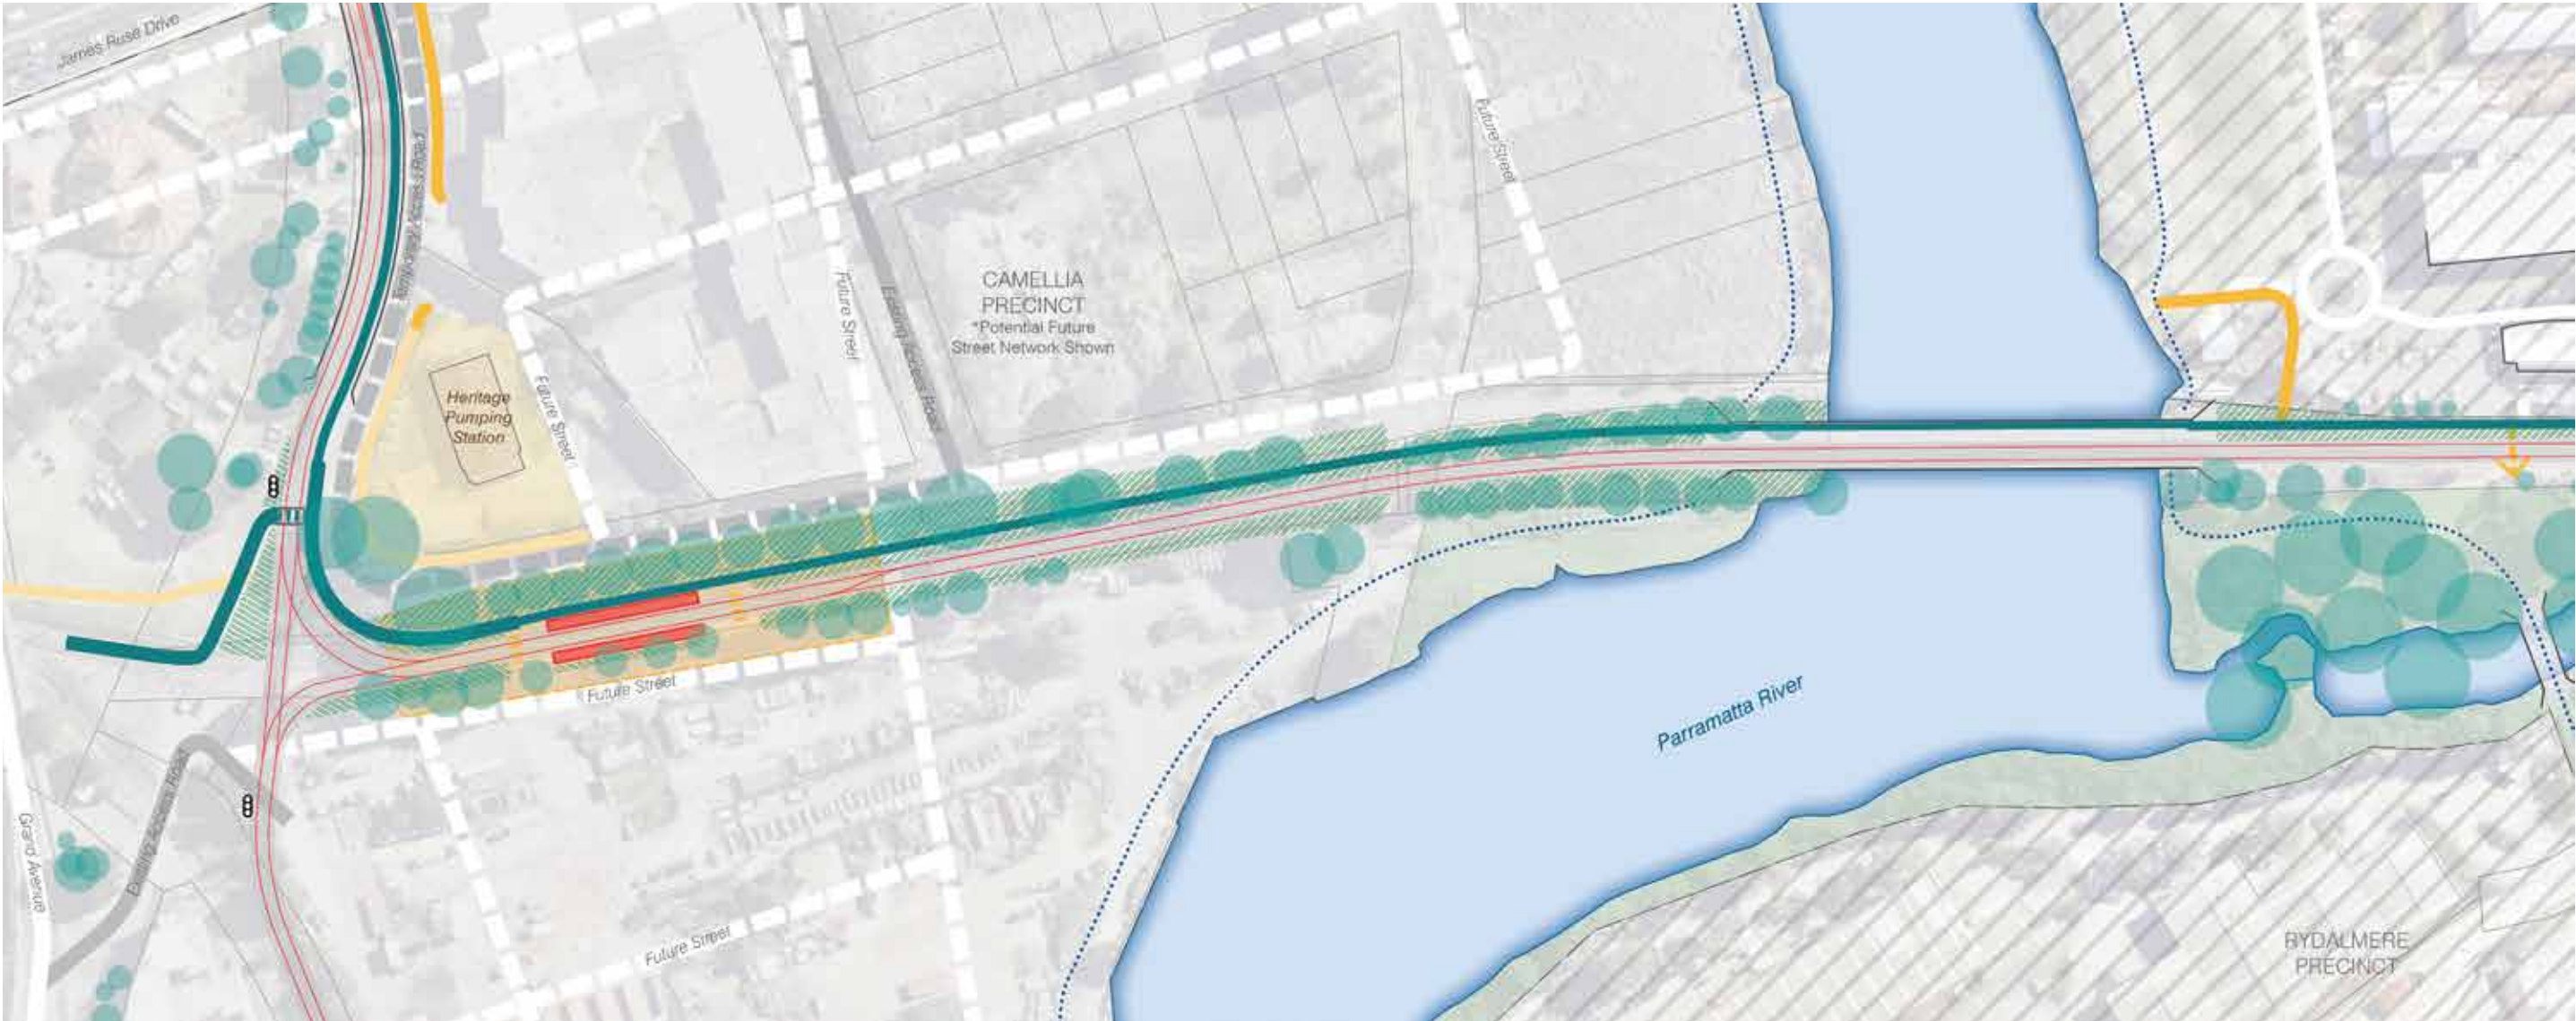 James Ruse Drive
Temporary Access Road
Future Street
Heritage
Pumping
Station
Future Street
Future Street
Existing Access Road
CAMELLIA
PRECINCT
*Potential Future
Street Network Shown
Future Street
Parramatta River
Existing Access Road
Grand Avenue
Future Street
RYDALMERE
PRECINCT
Future Street